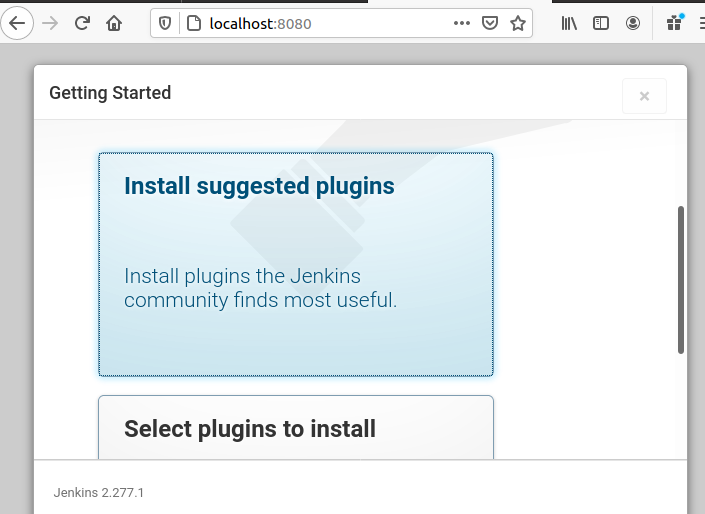 localhost:8080
Getting Started
×
Install suggested plugins
Install plugins the Jenkins
community finds most useful.
Select plugins to install
Jenkins 2.277.1